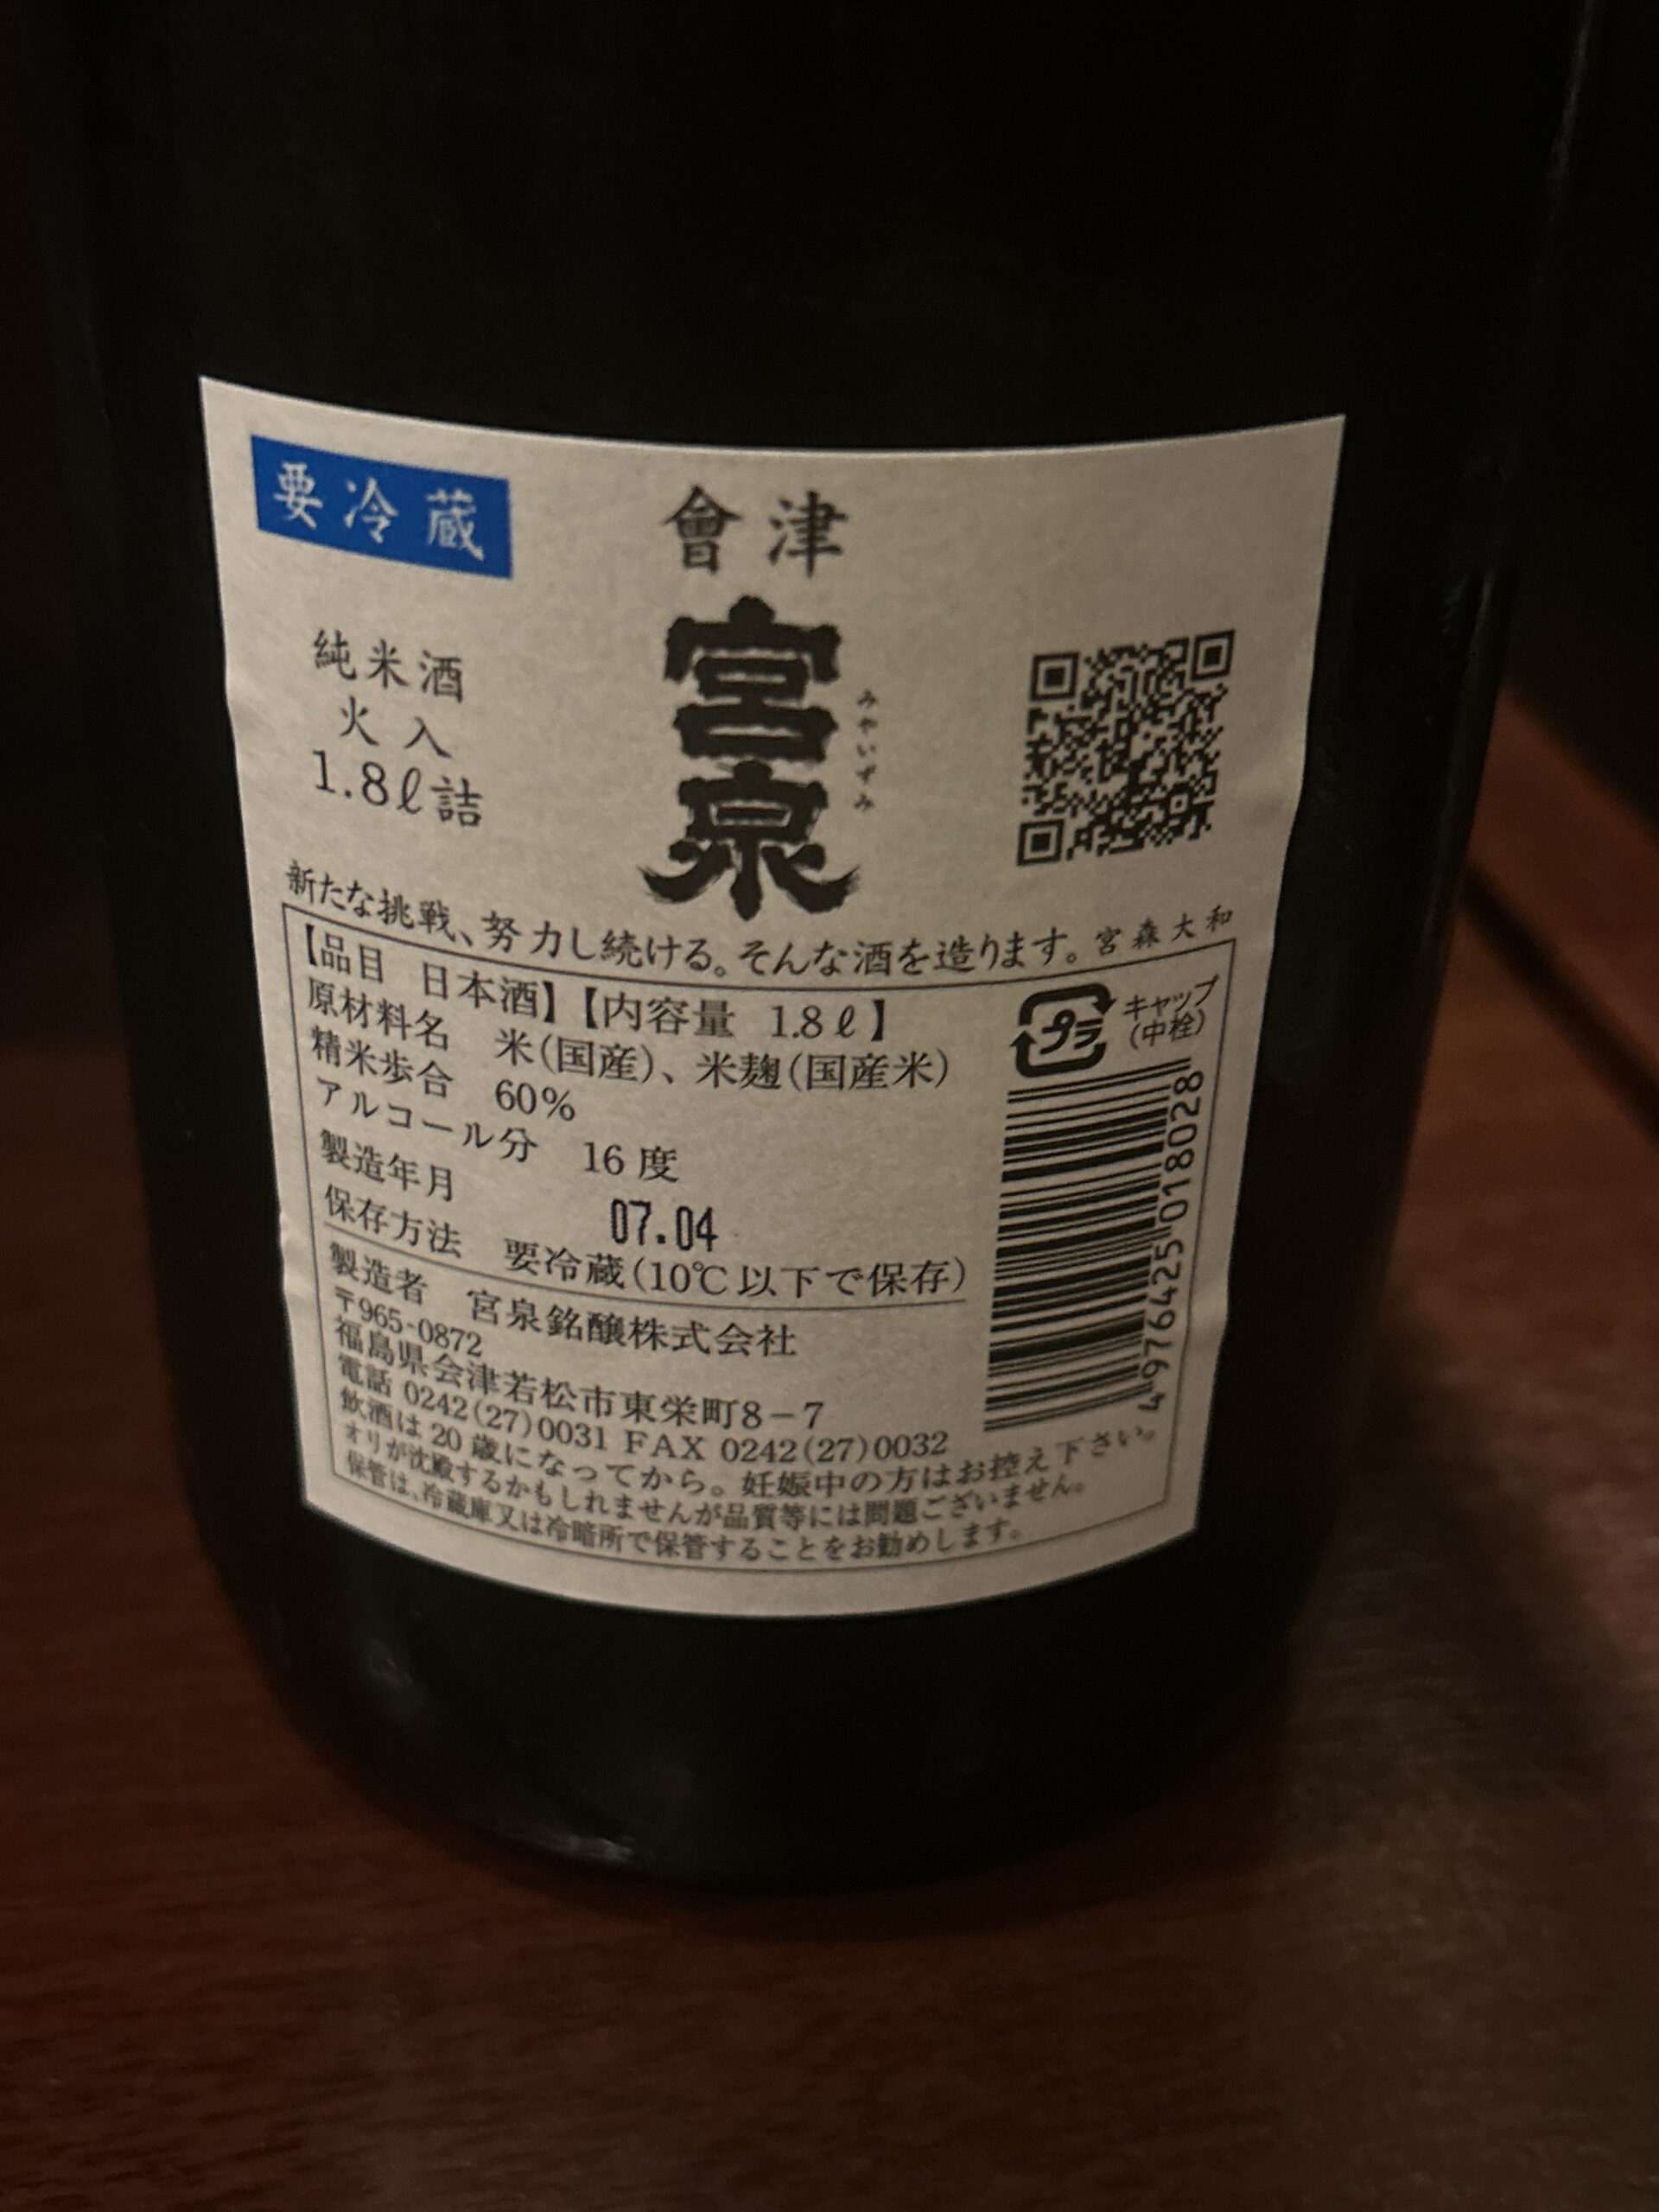 要冷蔵
會津
宮泉
みやいずみ
純米酒
火入
1.8ℓ詰
新たな挑戦、努力し続ける。そんな酒を造ります。宮森大和
【品目 日本酒】【内容量 1.8ℓ】
原材料名 米(国産)、米麹(国産米)
精米歩合 60%
アルコール分 16度
製造年月 07.04
保存方法 要冷蔵(10℃以下で保存)
プラ
キャップ
(中栓)
4976425018028
製造者 宮泉銘醸株式会社
〒965-0872
福島県会津若松市東栄町8-7
電話 0242(27)0031 FAX 0242(27)0032
飲酒は20歳になってから。妊娠中の方はお控え下さい。
オリが沈殿するかもしれませんが品質等には問題ございません。
保管は、冷蔵庫又は冷暗所で保管することをお勧めします。